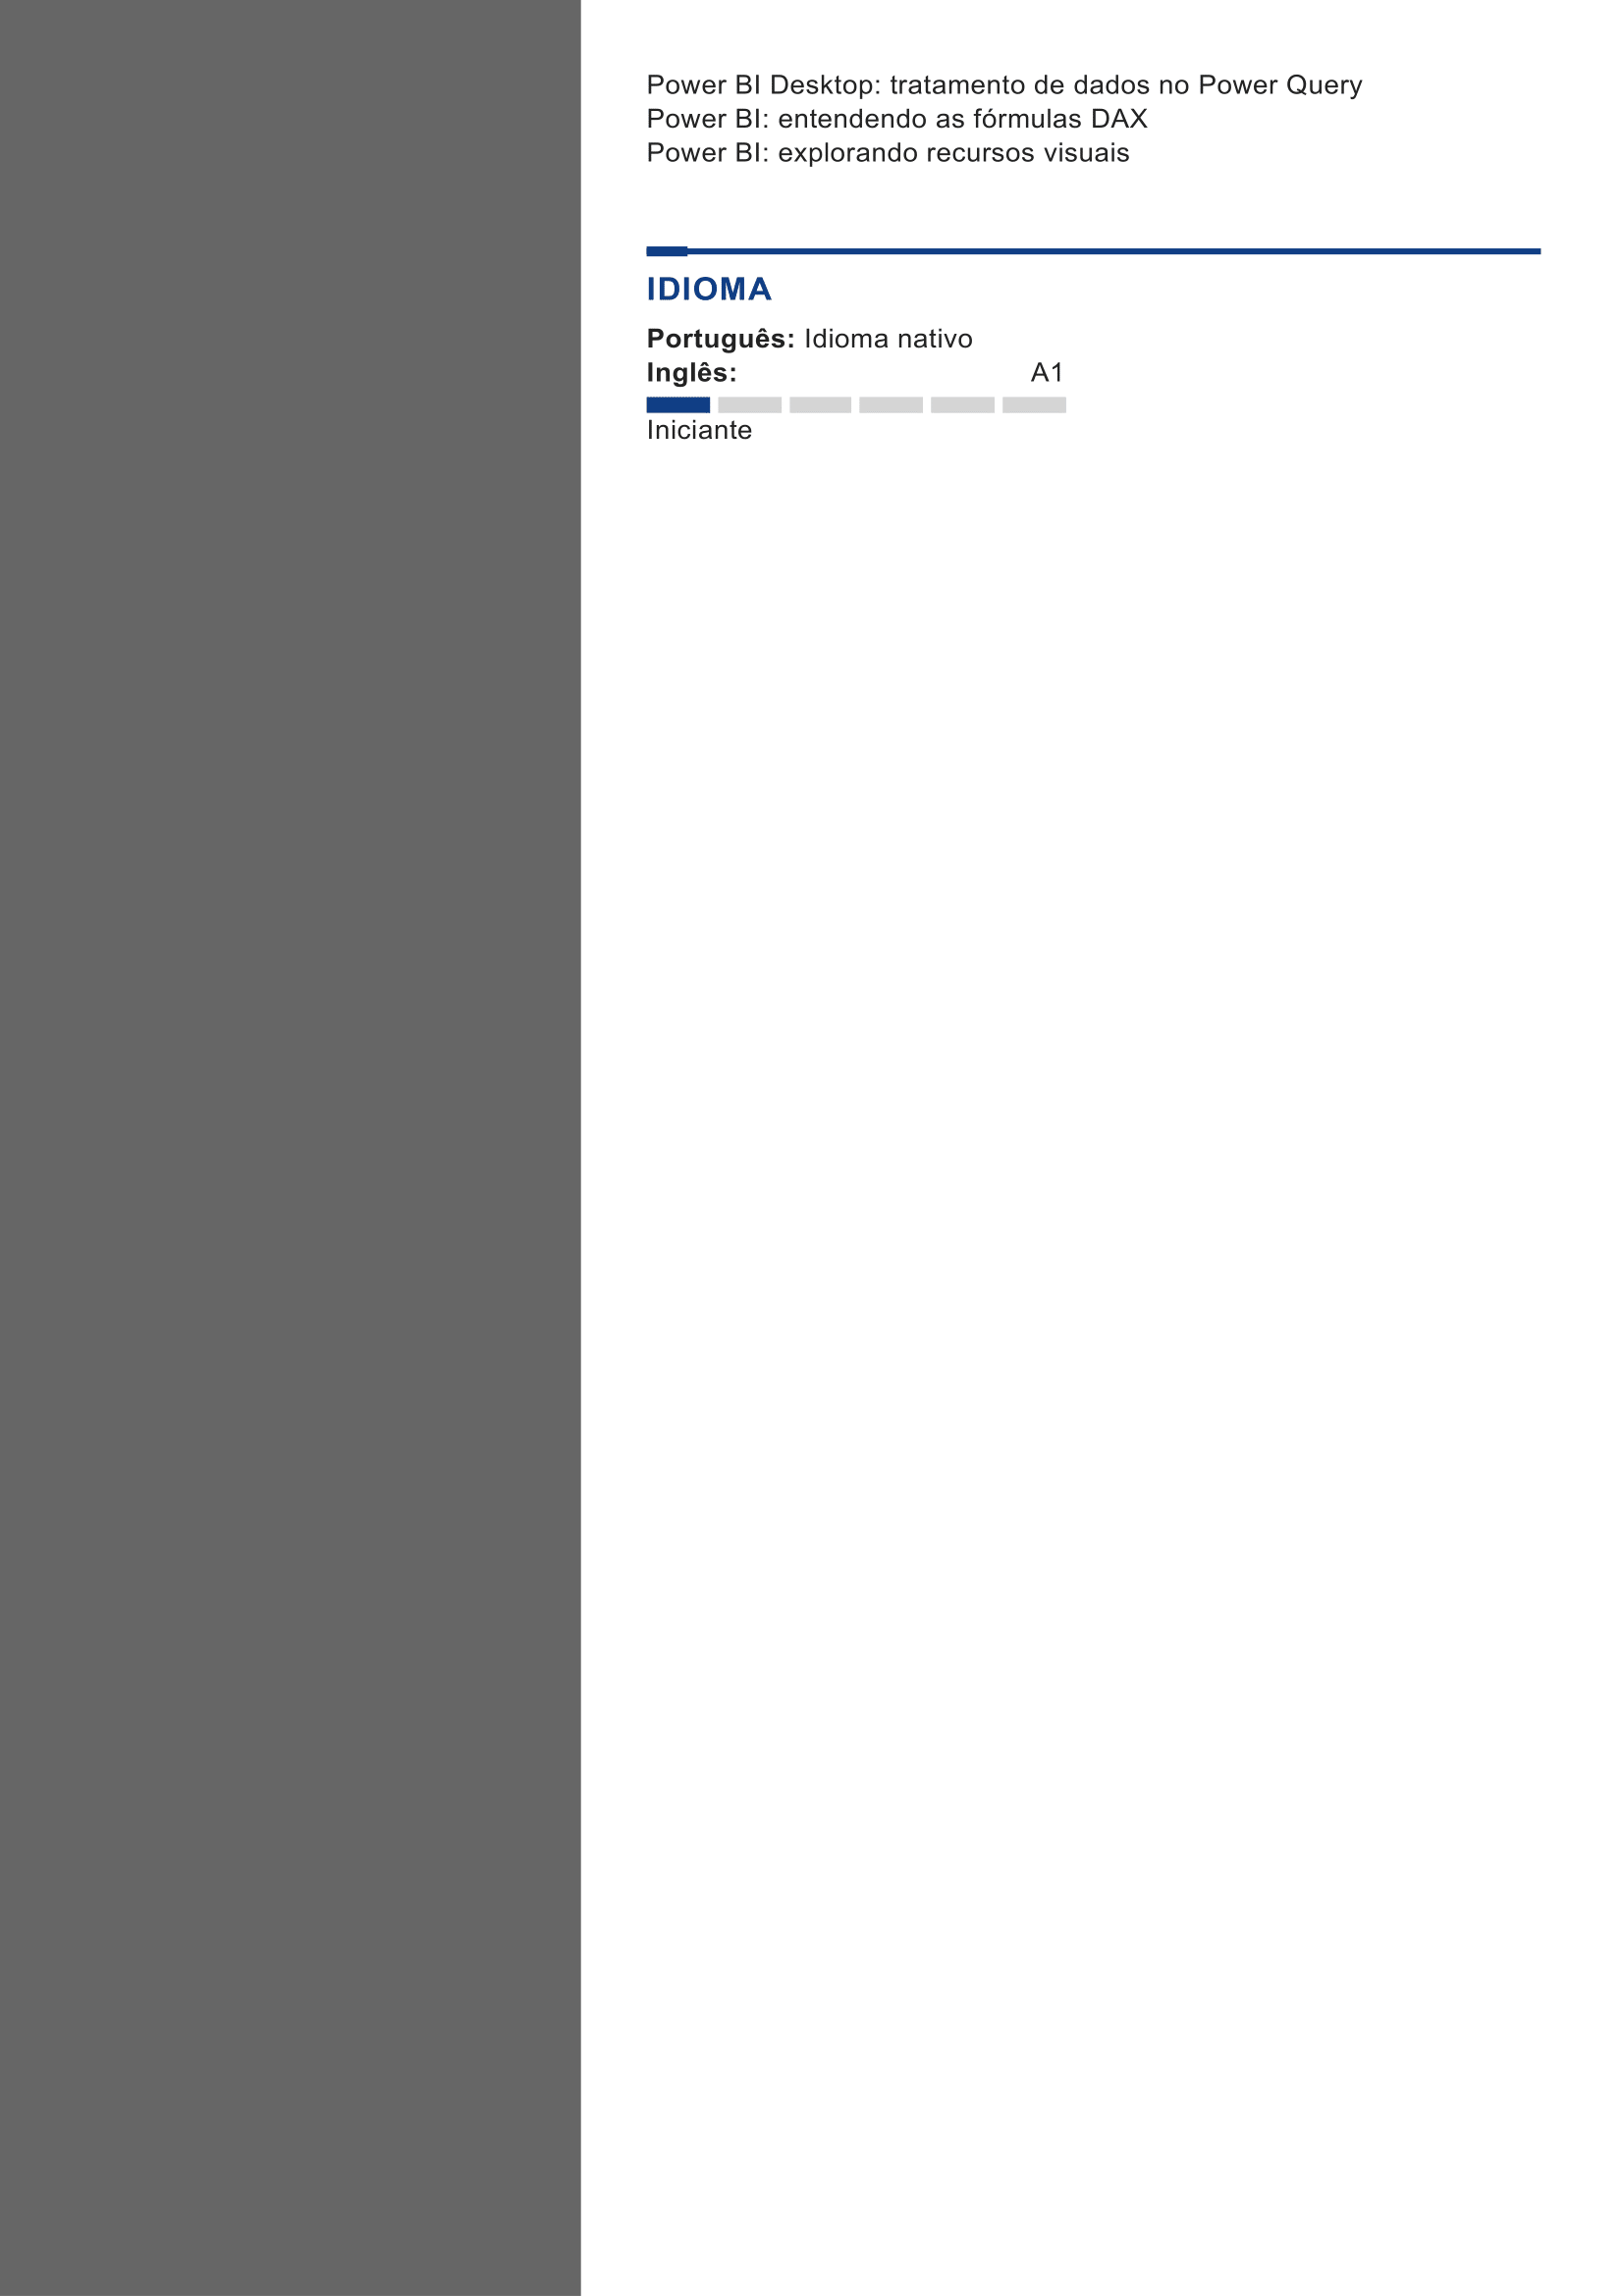 Power BI Desktop: tratamento de dados no Power Query
Power BI: entendendo as fórmulas DAX
Power BI: explorando recursos visuais
IDIOMA
Português: Idioma nativo
Inglês: A1
Iniciante